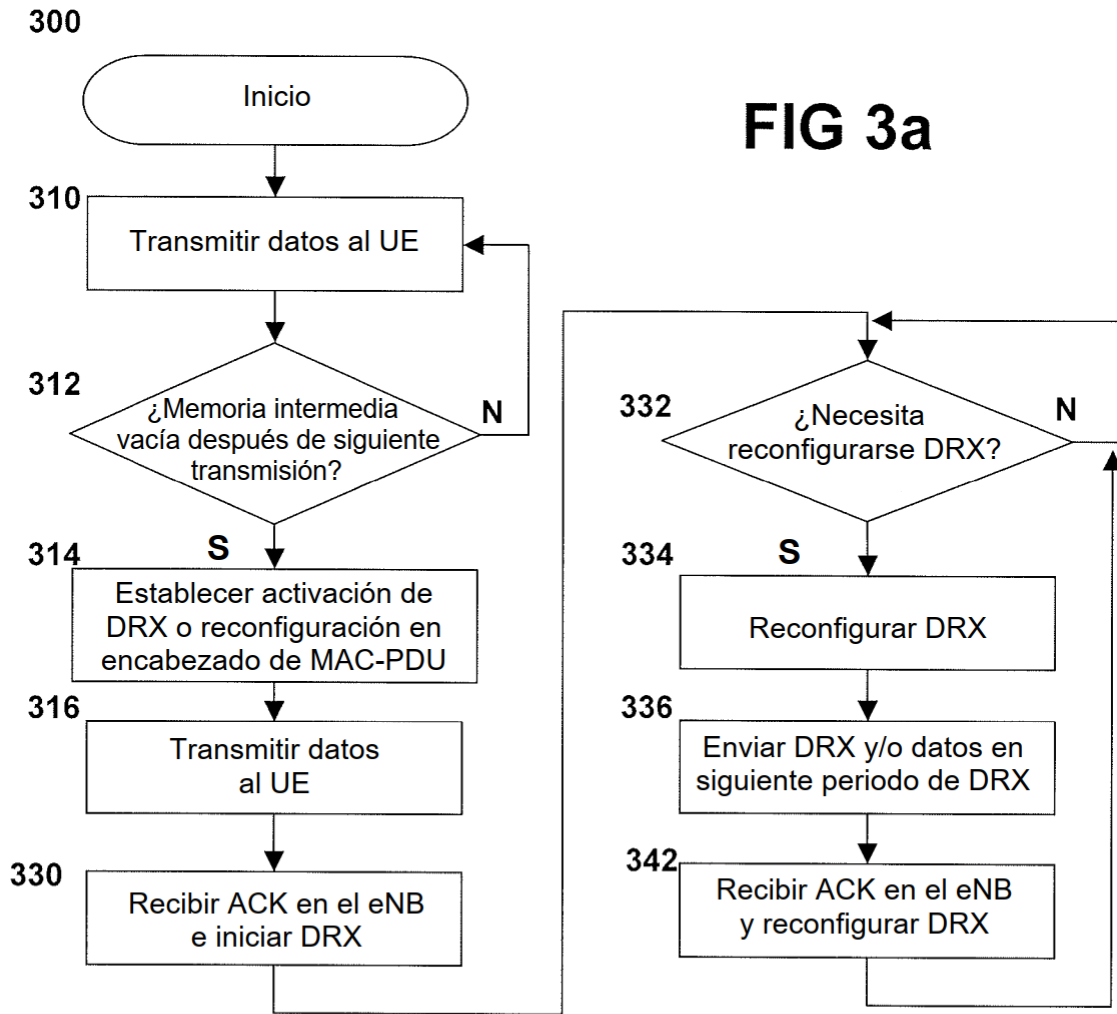 300
Inicio
FIG 3a
310
Transmitir datos al UE
312
¿Memoria intermedia
vacía después de siguiente
transmisión?
N
S
314
Establecer activación de
DRX o reconfiguración en
encabezado de MAC-PDU
316
Transmitir datos
al UE
330
Recibir ACK en el eNB
e iniciar DRX
332
¿Necesita
reconfigurarse DRX?
N
S
334
Reconfigurar DRX
336
Enviar DRX y/o datos en
siguiente periodo de DRX
342
Recibir ACK en el eNB
y reconfigurar DRX